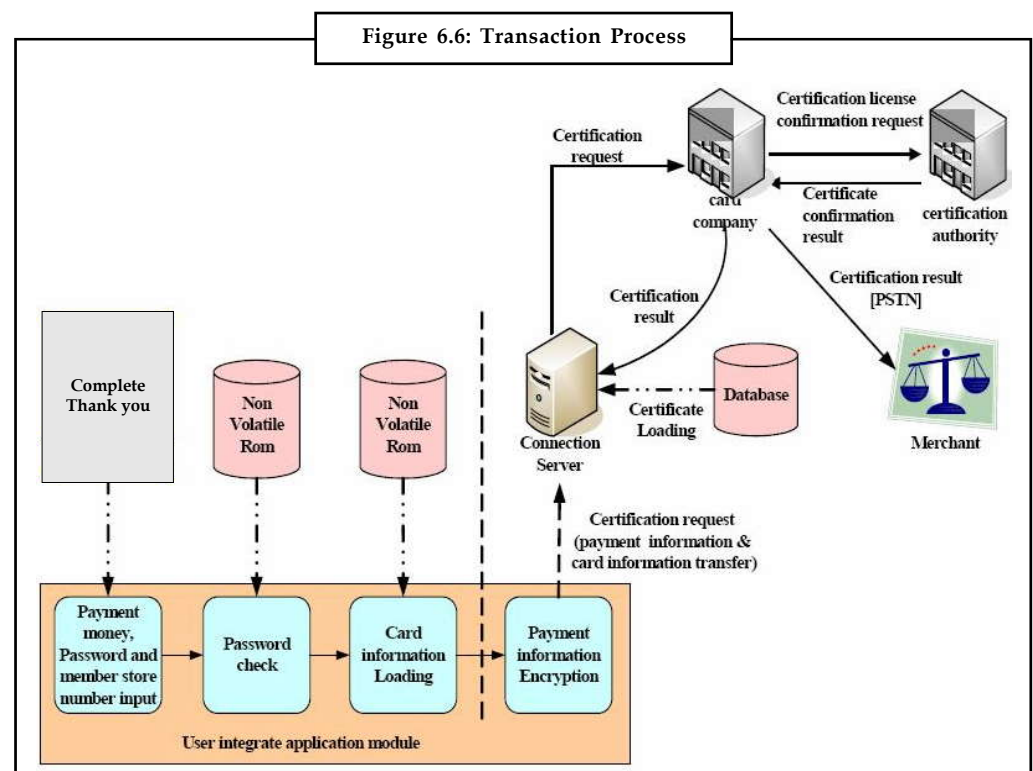 Figure 6.6: Transaction Process
Certification license
confirmation request
Certification
request
card
company
Certificate
confirmation
result
certification
authority
Certification result
[PSTN]
Certification
result
Complete
Thank you
Non
Volatile
Rom
Non
Volatile
Rom
Database
Certificate
Loading
Connection
Server
Merchant
Certification request
(payment information &
card information transfer)
Payment
money,
Password and
member store
number input
Password
check
Card
information
Loading
Payment
information
Encryption
User integrate application module